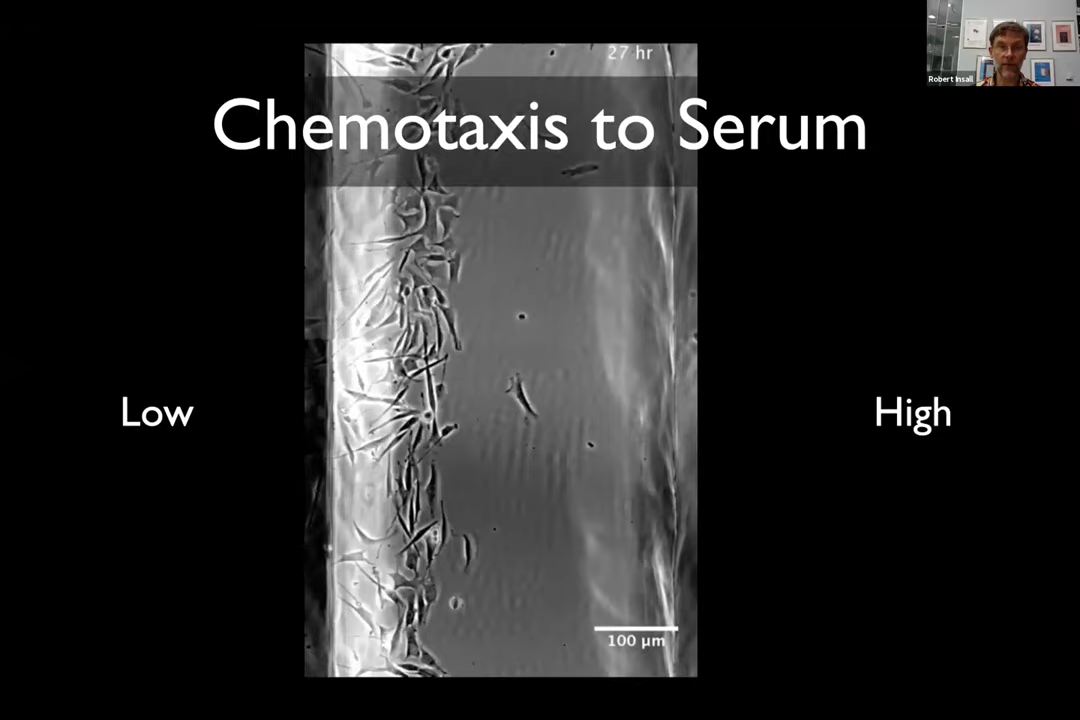 27 hr
Robert Insall
Chemotaxis to Serum
Low
High
100 µm